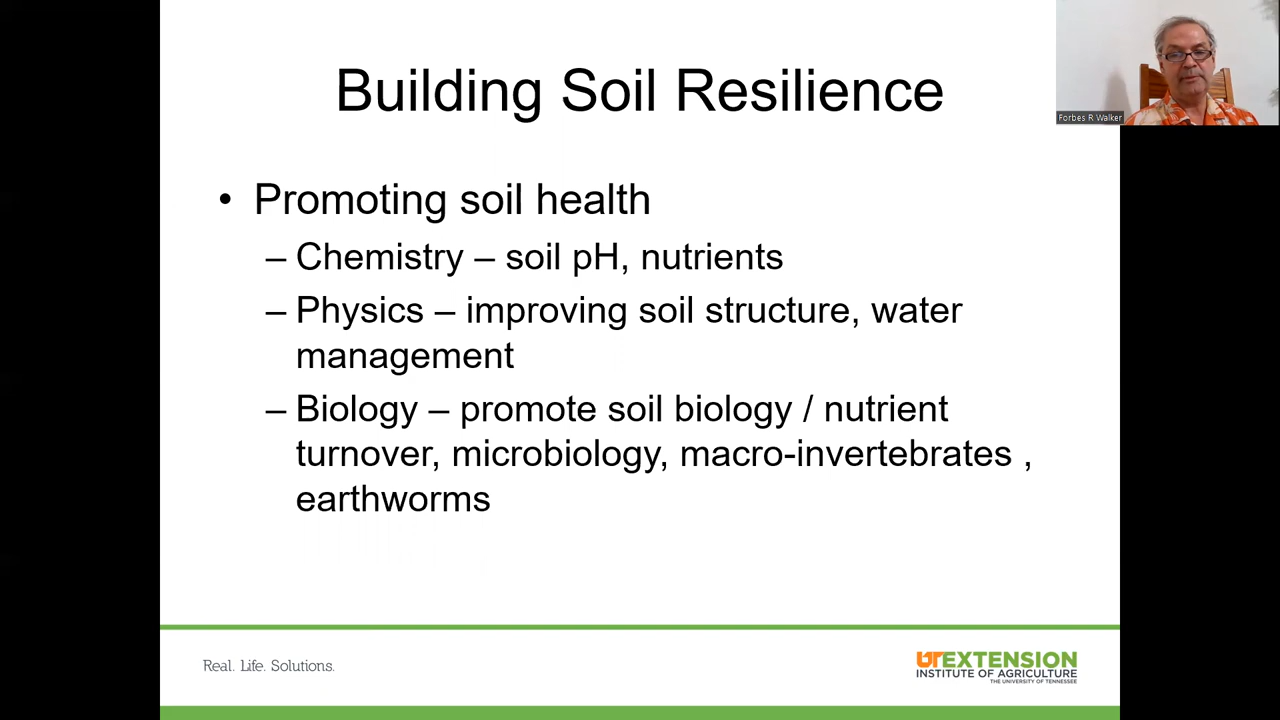 Building Soil Resilience
Forbes R Walker
• Promoting soil health
– Chemistry – soil pH, nutrients
– Physics – improving soil structure, water
management
– Biology – promote soil biology / nutrient
turnover, microbiology, macro-invertebrates ,
earthworms
Real. Life. Solutions.
UTEXTENSION
INSTITUTE OF AGRICULTURE
THE UNIVERSITY OF TENNESSEE